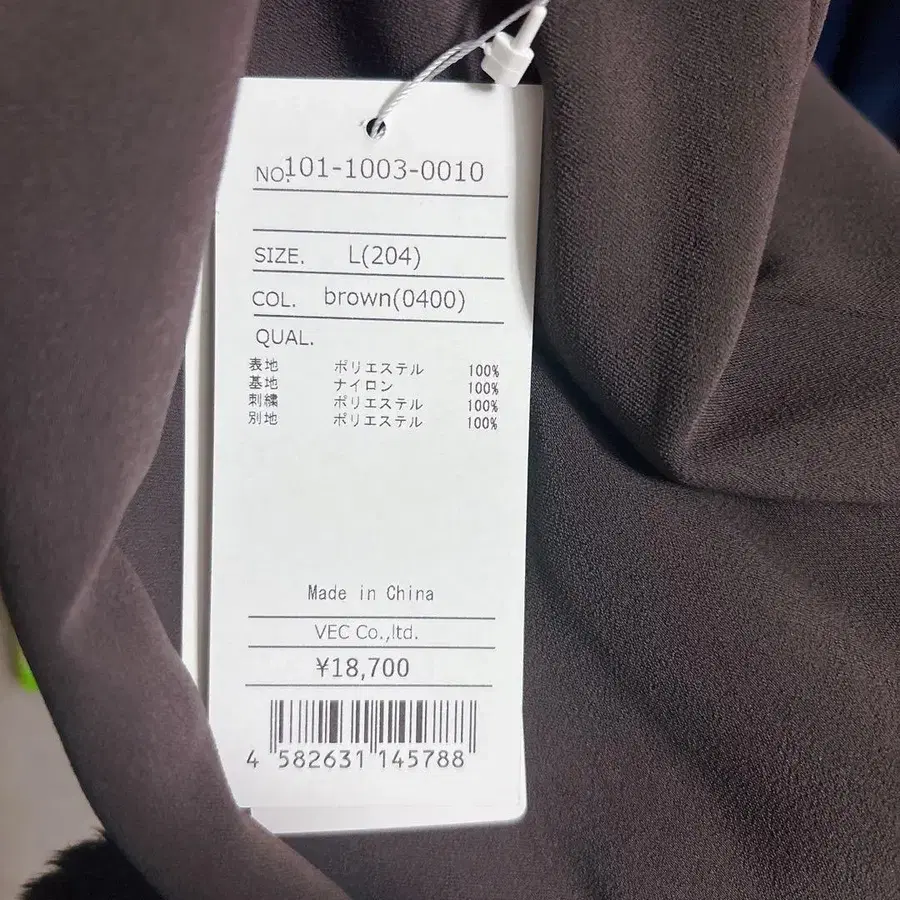 NO.101-1003-0010
SIZE. L(204)
COL. brown(0400)
QUAL.
表地 ポリエステル 100%
基地 ナイロン 100%
刺繍 ポリエステル 100%
別地 ポリエステル 100%
Made in China
VEC Co.,ltd.
¥18,700
4 582631 145788